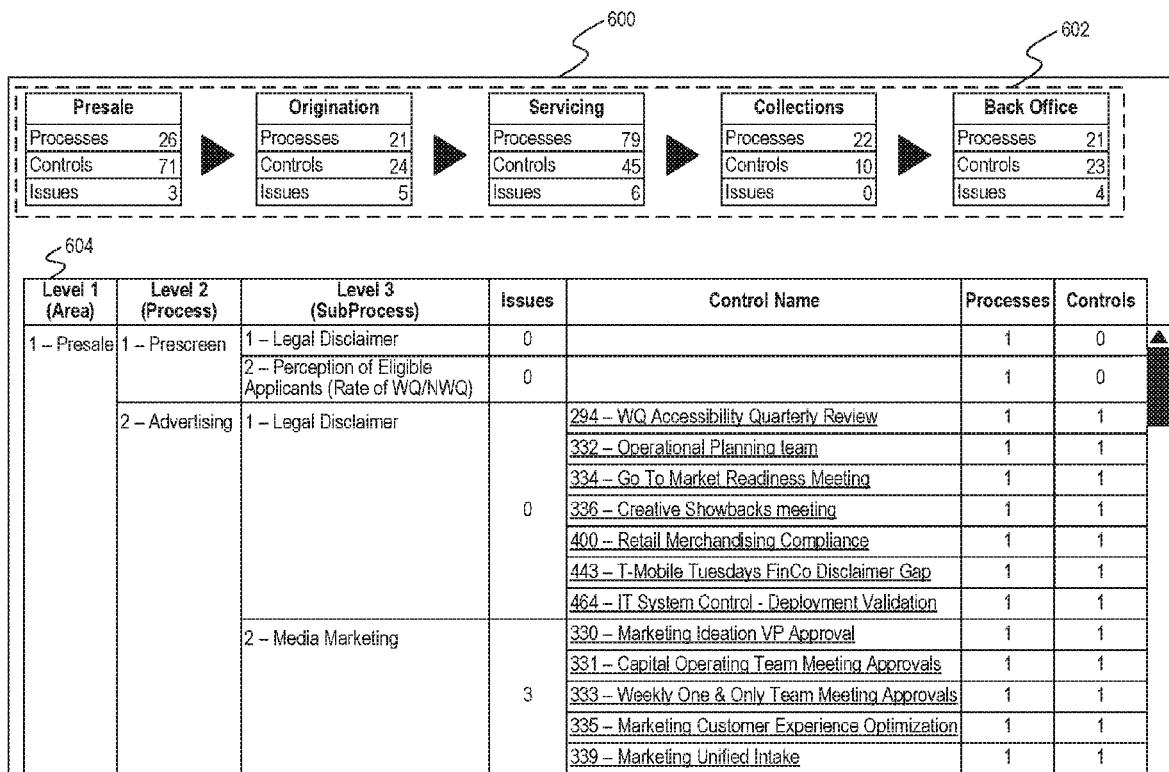 600
602
Presale Origination Servicing Collections Back Office
Processes 26 Processes 21 Processes 79 Processes 22 Processes 21
Controls 71 Controls 24 Controls 45 Controls 10 Controls 23
Issues 3 Issues 5 Issues 6 Issues 0 Issues 4
604
Level 1 Level 2 Level 3 Issues Control Name Processes Controls
(Area) (Process) (SubProcess)
1 – Presale 1 – Prescreen 1 – Legal Disclaimer 0 1 0
2 – Perception of Eligible
Applicants (Rate of WQ/NWQ) 0 1 0
2 – Advertising 1 – Legal Disclaimer 294 – WQ Accessibility Quarterly Review 1 1
332 – Operational Planning team 1 1
334 – Go To Market Readiness Meeting 1 1
0 336 – Creative Showbacks meeting 1 1
400 – Retail Merchandising Compliance 1 1
443 – T-Mobile Tuesdays FinCo Disclaimer Gap 1 1
464 – IT System Control - Deployment Validation 1 1
2 – Media Marketing 330 – Marketing Ideation VP Approval 1 1
331 – Capital Operating Team Meeting Approvals 1 1
3 333 – Weekly One & Only Team Meeting Approvals 1 1
335 – Marketing Customer Experience Optimization 1 1
339 – Marketing Unified Intake 1 1